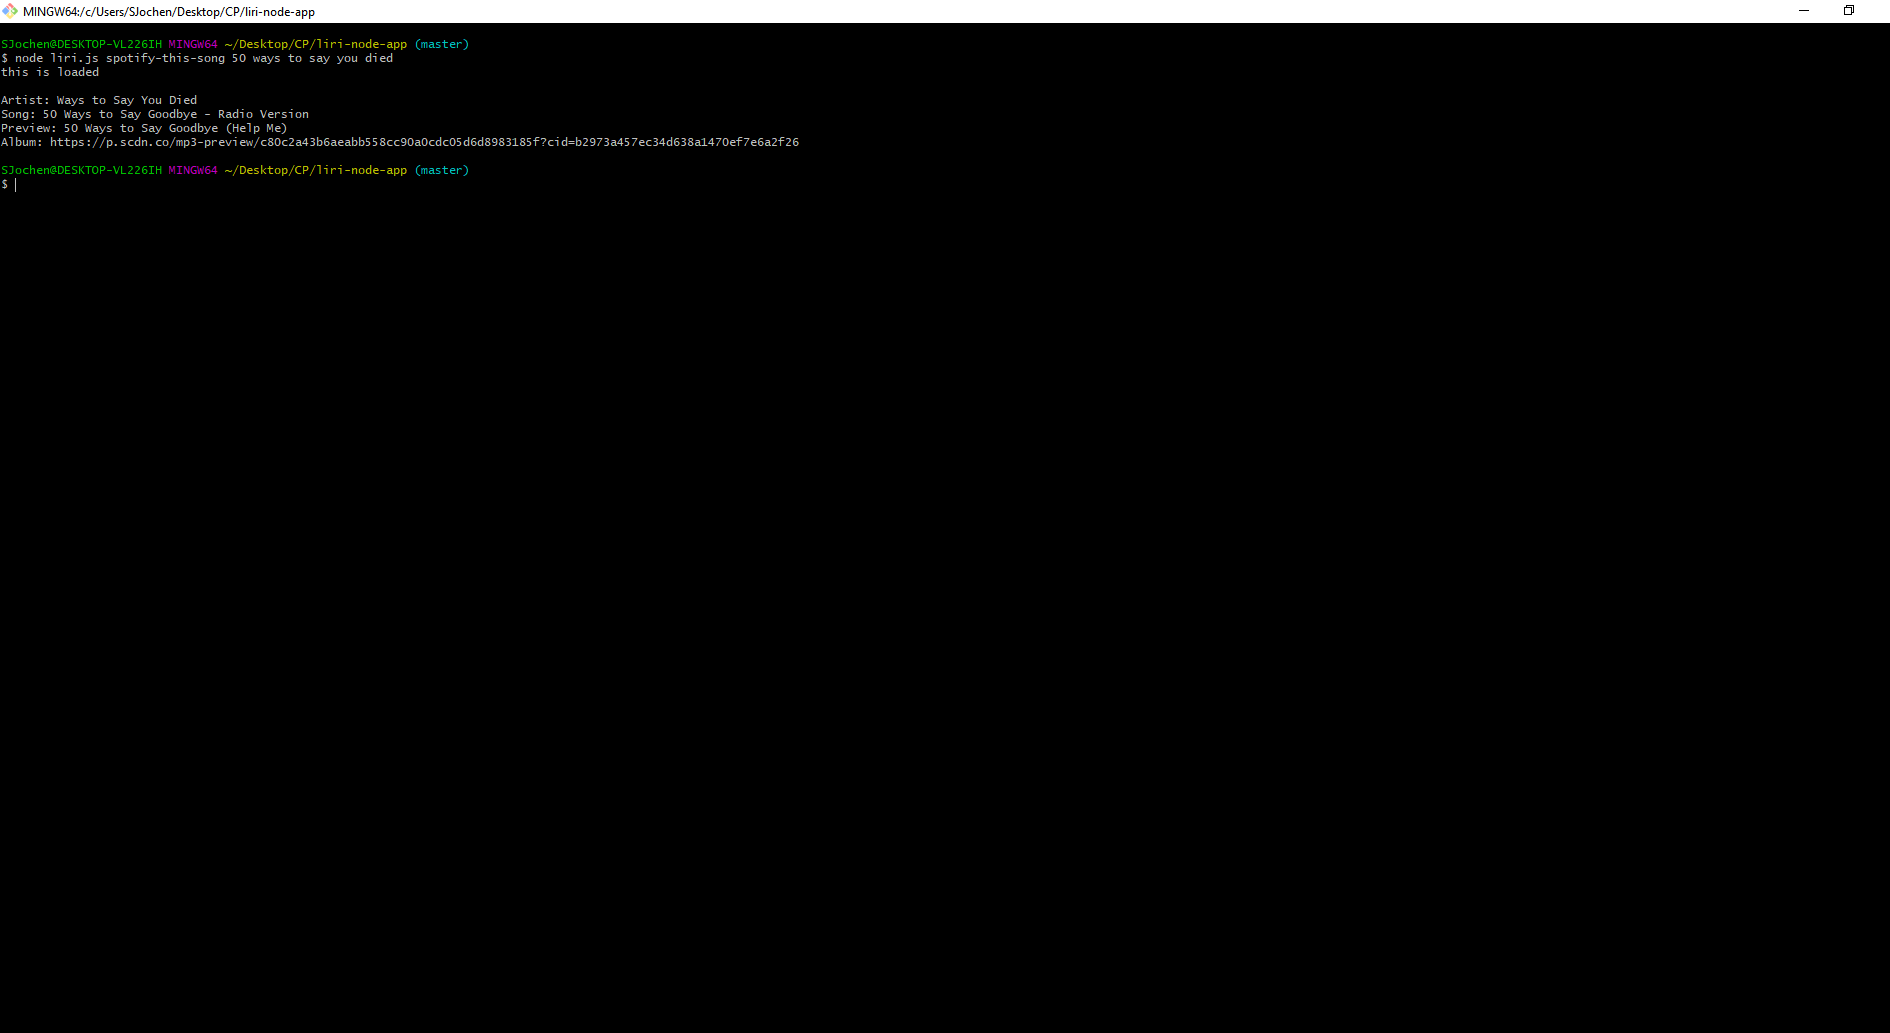 MINGW64:/c/Users/SJochen/Desktop/CP/liri-node-app
SJochen@DESKTOP-VL226IH MINGW64 ~/Desktop/CP/liri-node-app (master)
$ node liri.js spotify-this-song 50 ways to say you died
this is loaded
Artist: Ways to Say You Died
Song: 50 Ways to Say Goodbye - Radio Version
Preview: 50 Ways to Say Goodbye (Help Me)
Album: https://p.scdn.co/mp3-preview/c80c2a43b6aeabb558cc90a0cdc05d6d8983185f?cid=b2973a457ec34d638a1470ef7e6a2f26
SJochen@DESKTOP-VL226IH MINGW64 ~/Desktop/CP/liri-node-app (master)
$